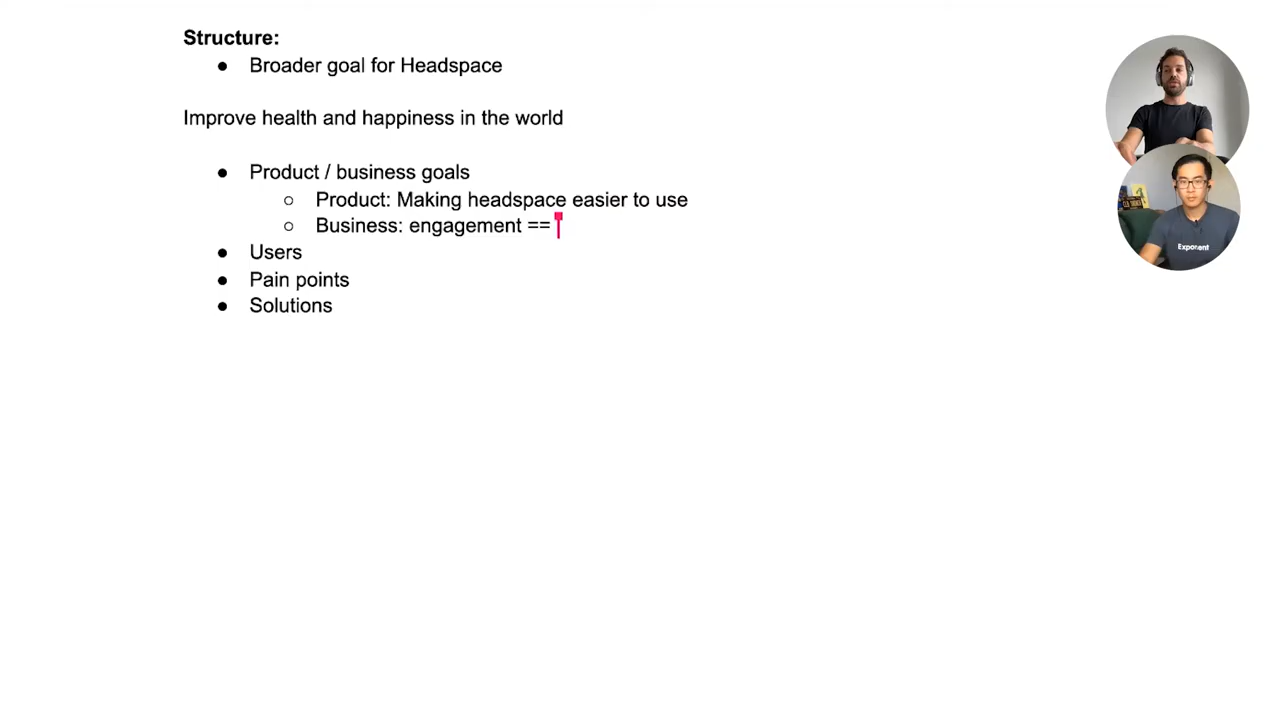 Structure:
● Broader goal for Headspace
Improve health and happiness in the world
● Product / business goals
○ Product: Making headspace easier to use
○ Business: engagement ==
● Users
● Pain points
● Solutions
Exponent